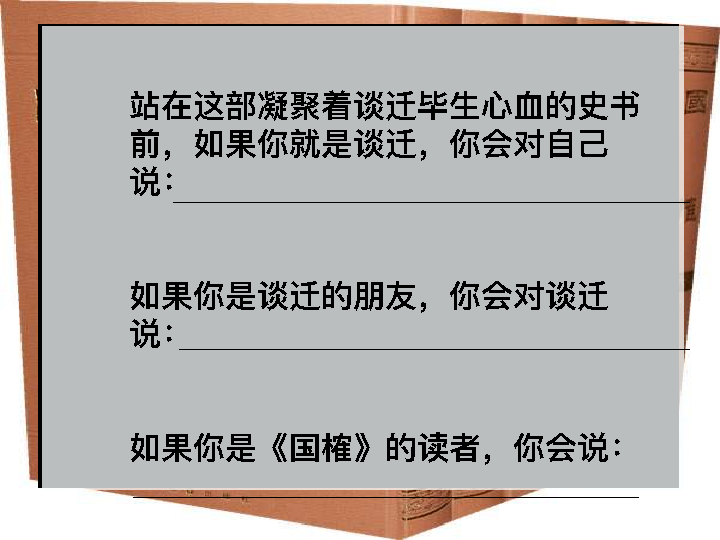 站在这部凝聚着谈迁毕生心血的史书
前，如果你就是谈迁，你会对自己
说：
如果你是谈迁的朋友，你会对谈迁
说：
如果你是《国榷》的读者，你会说：
國